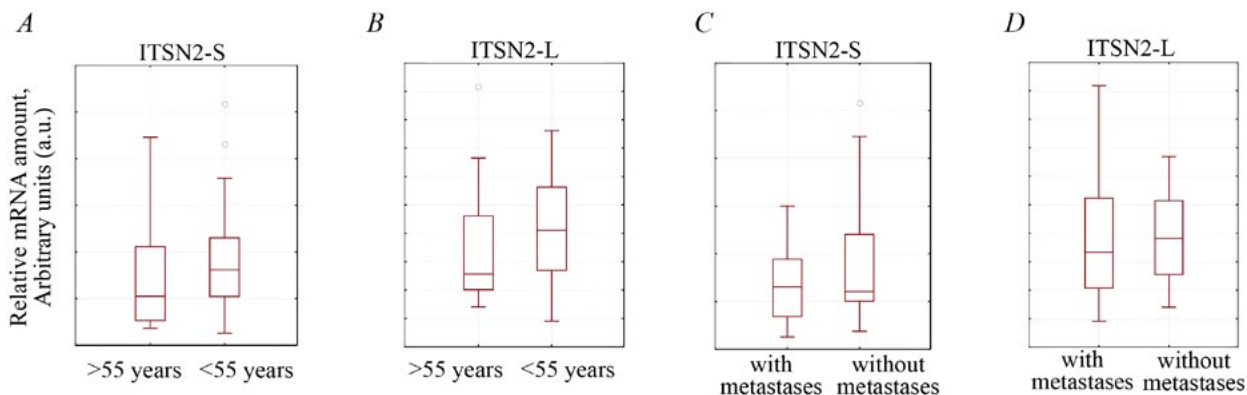 A
ITSN2-S
Relative mRNA amount,
Arbitrary units (a.u.)
>55 years
<55 years
B
ITSN2-L
>55 years
<55 years
C
ITSN2-S
with
metastases
without
metastases
D
ITSN2-L
with
metastases
without
metastases